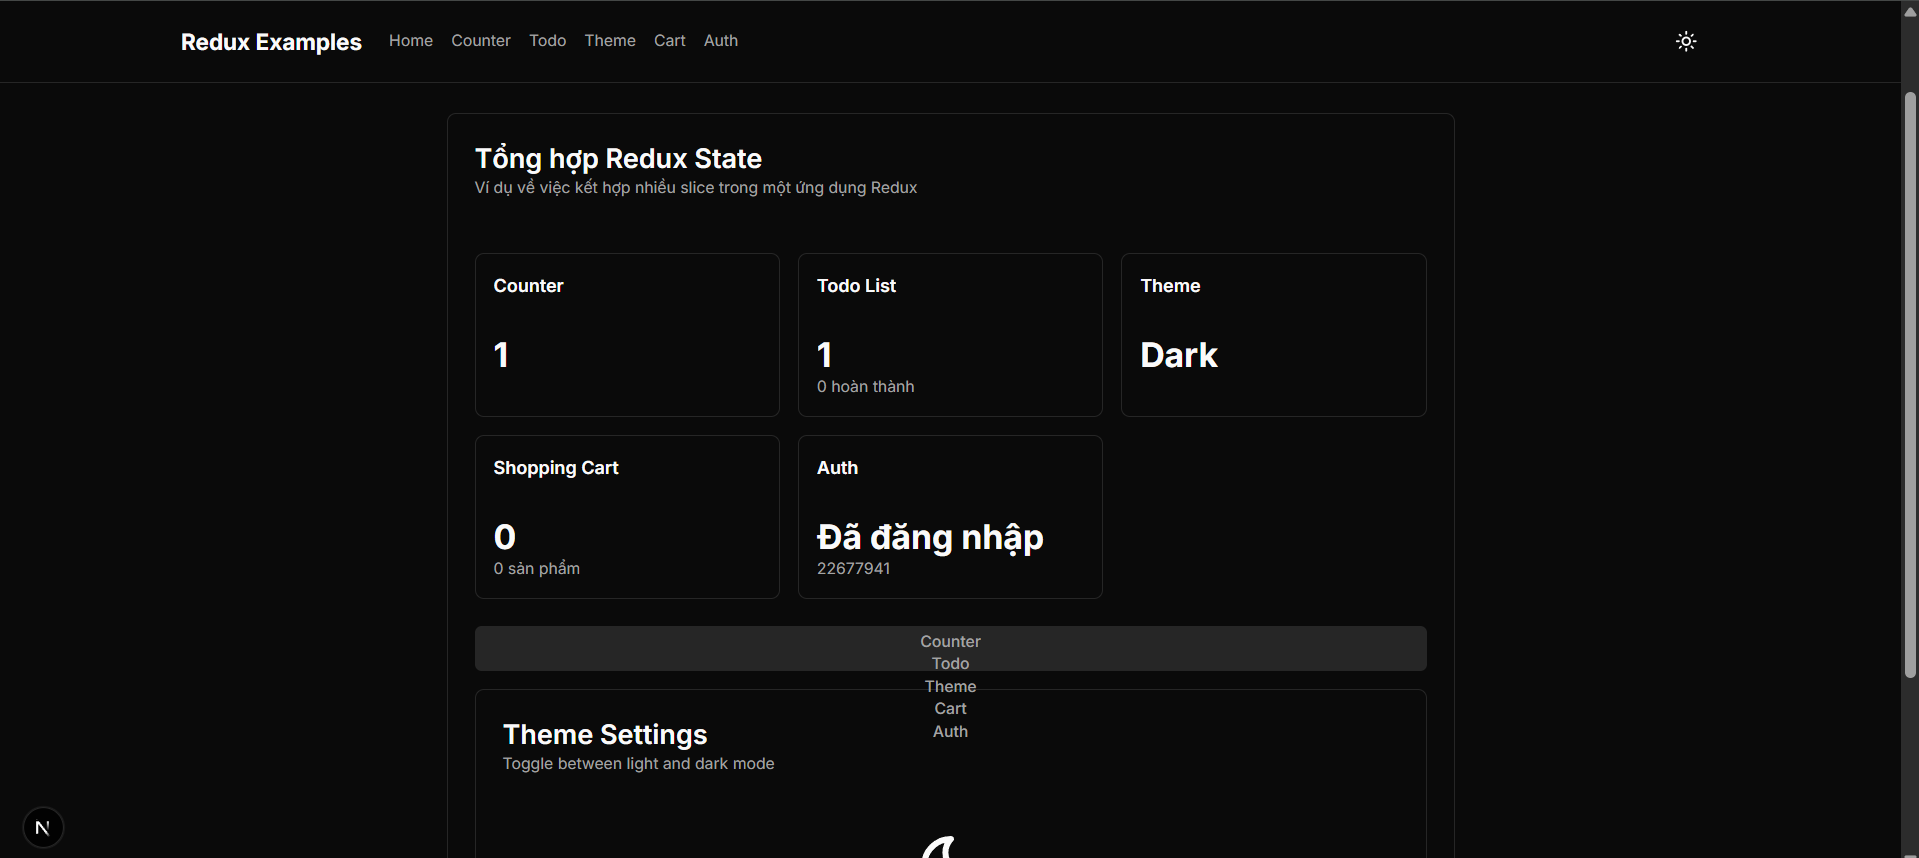 Redux Examples Home Counter Todo Theme Cart Auth
Tổng hợp Redux State
Ví dụ về việc kết hợp nhiều slice trong một ứng dụng Redux
Counter
1
Todo List
1
0 hoàn thành
Theme
Dark
Shopping Cart
0
0 sản phẩm
Auth
Đã đăng nhập
22677941
Counter
Todo
Theme
Cart
Auth
Theme Settings
Toggle between light and dark mode
N